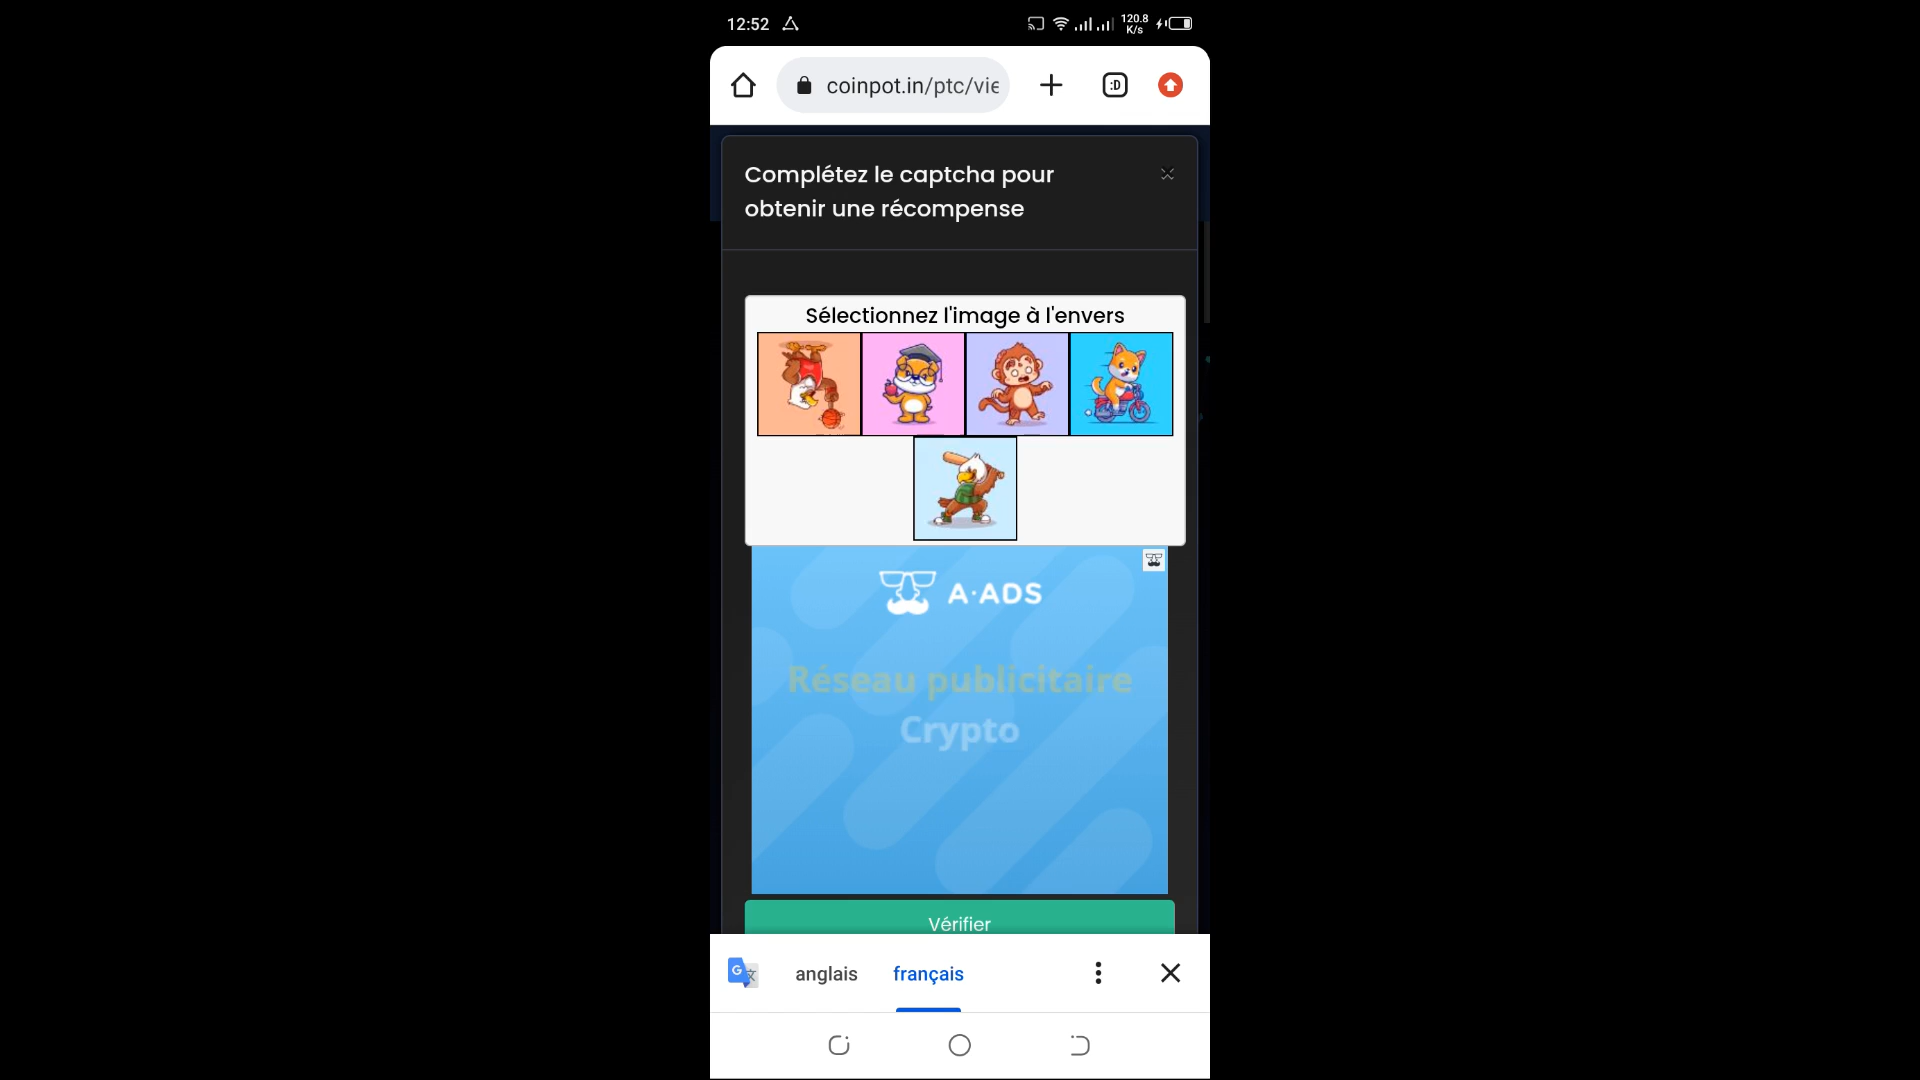 12:52
120.8
K/s
coinpot.in/ptc/vie
:D
Complétez le captcha pour
obtenir une récompense
Sélectionnez l'image à l'envers
A·ADS
Réseau publicitaire
Crypto
Vérifier
G
anglais
français